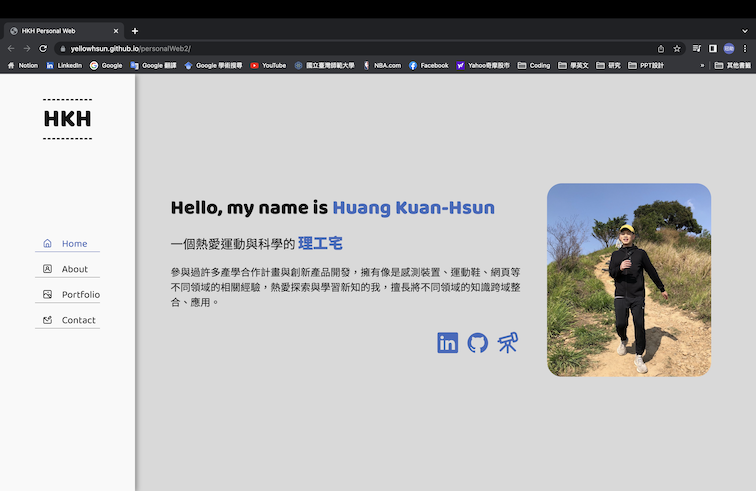 HKH Personal Web
yellowhsun.github.io/personalWeb2/
Notion LinkedIn Google Google 翻譯 Google 學術搜尋 YouTube 國立臺灣師範大學 NBA.com Facebook Yahoo奇摩股市 Coding 學英文 研究 PPT設計 » 其他書籤
HKH
Home
About
Portfolio
Contact
Hello, my name is Huang Kuan-Hsun
一個熱愛運動與科學的 理工宅
參與過許多產學合作計畫與創新產品開發，擁有像是感測裝置、運動鞋、網頁等
不同領域的相關經驗，熱愛探索與學習新知的我，擅長將不同領域的知識跨域整
合、應用。
in